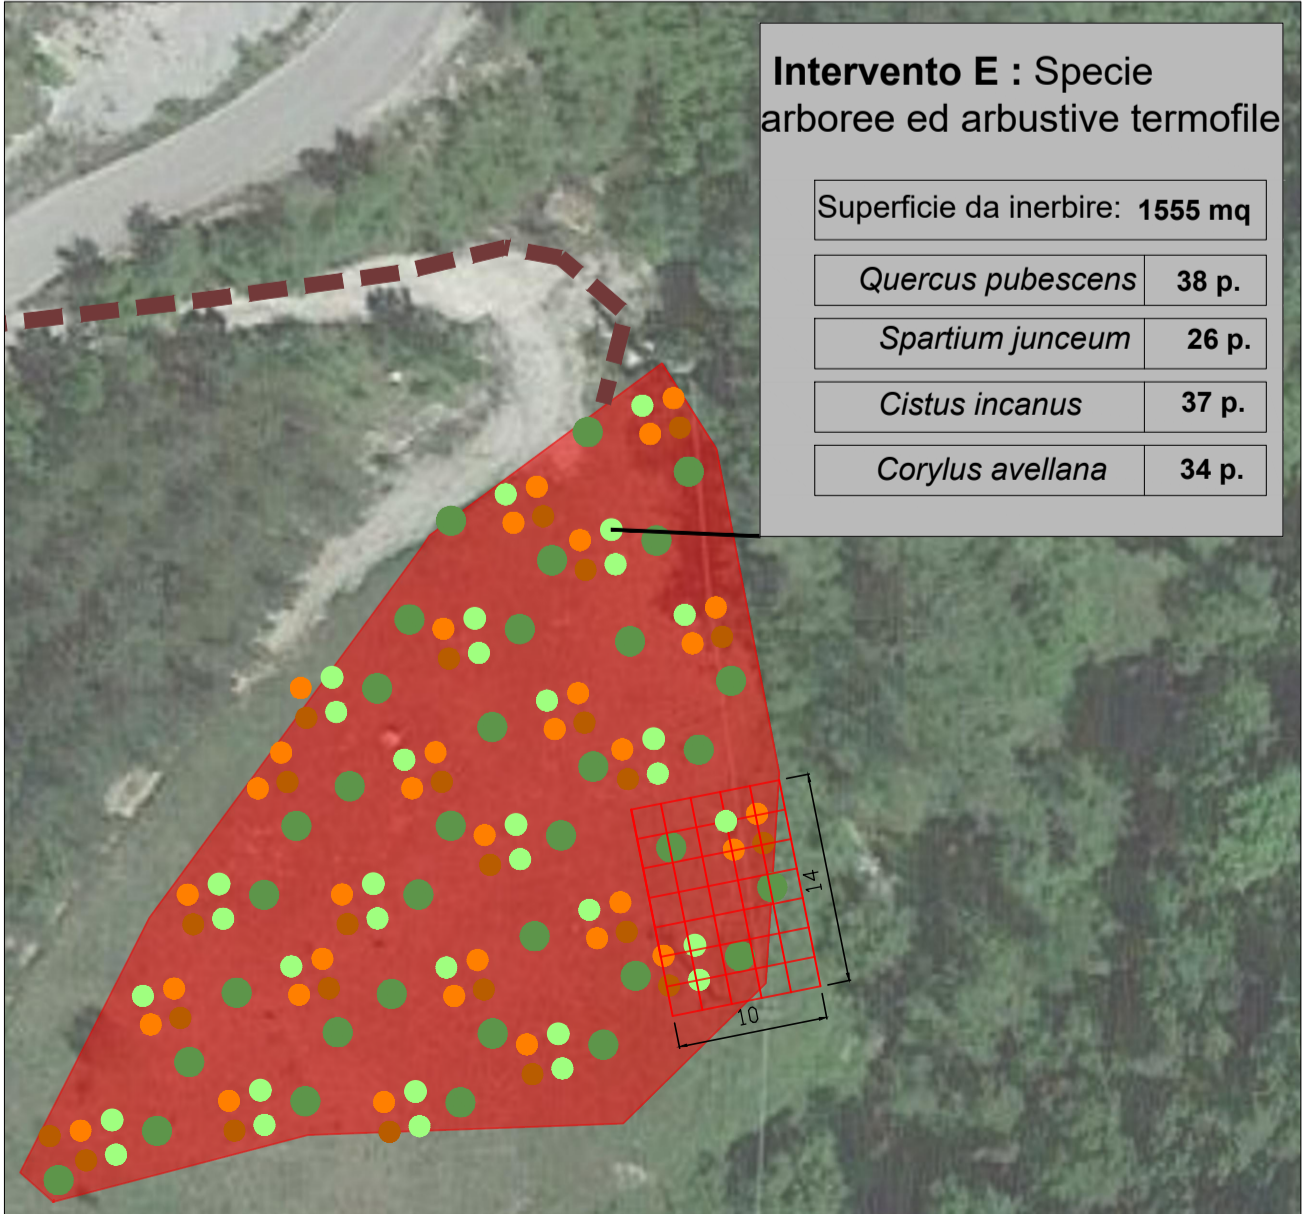 Intervento E : Specie
arboree ed arbustive termofile
Superficie da inerbire: 1555 mq
Quercus pubescens 38 p.
Spartium junceum 26 p.
Cistus incanus 37 p.
Corylus avellana 34 p.
14
10